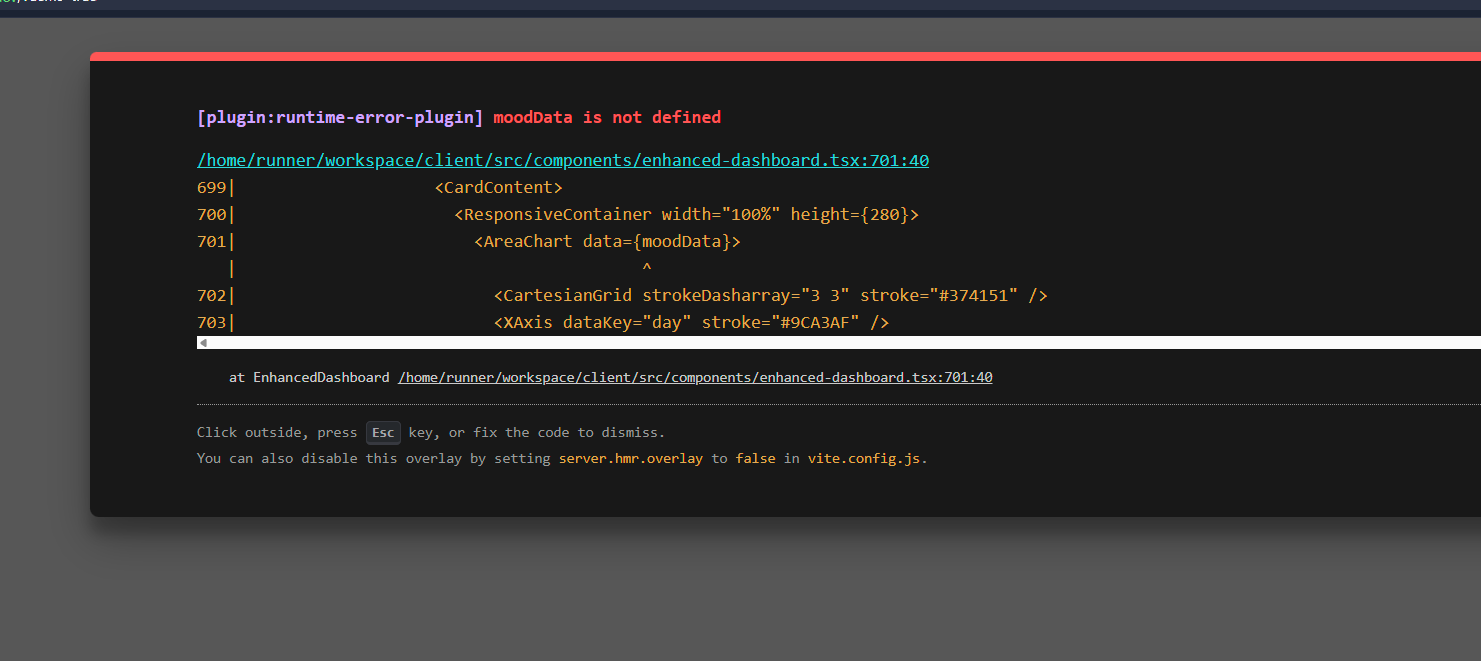 [plugin:runtime-error-plugin] moodData is not defined
/home/runner/workspace/client/src/components/enhanced-dashboard.tsx:701:40
699|                    <CardContent>
700|                      <ResponsiveContainer width="100%" height={280}>
701|                        <AreaChart data={moodData}>
   |                                         ^
702|                          <CartesianGrid strokeDasharray="3 3" stroke="#374151" />
703|                          <XAxis dataKey="day" stroke="#9CA3AF" />
at EnhancedDashboard /home/runner/workspace/client/src/components/enhanced-dashboard.tsx:701:40
Click outside, press Esc key, or fix the code to dismiss.
You can also disable this overlay by setting server.hmr.overlay to false in vite.config.js.